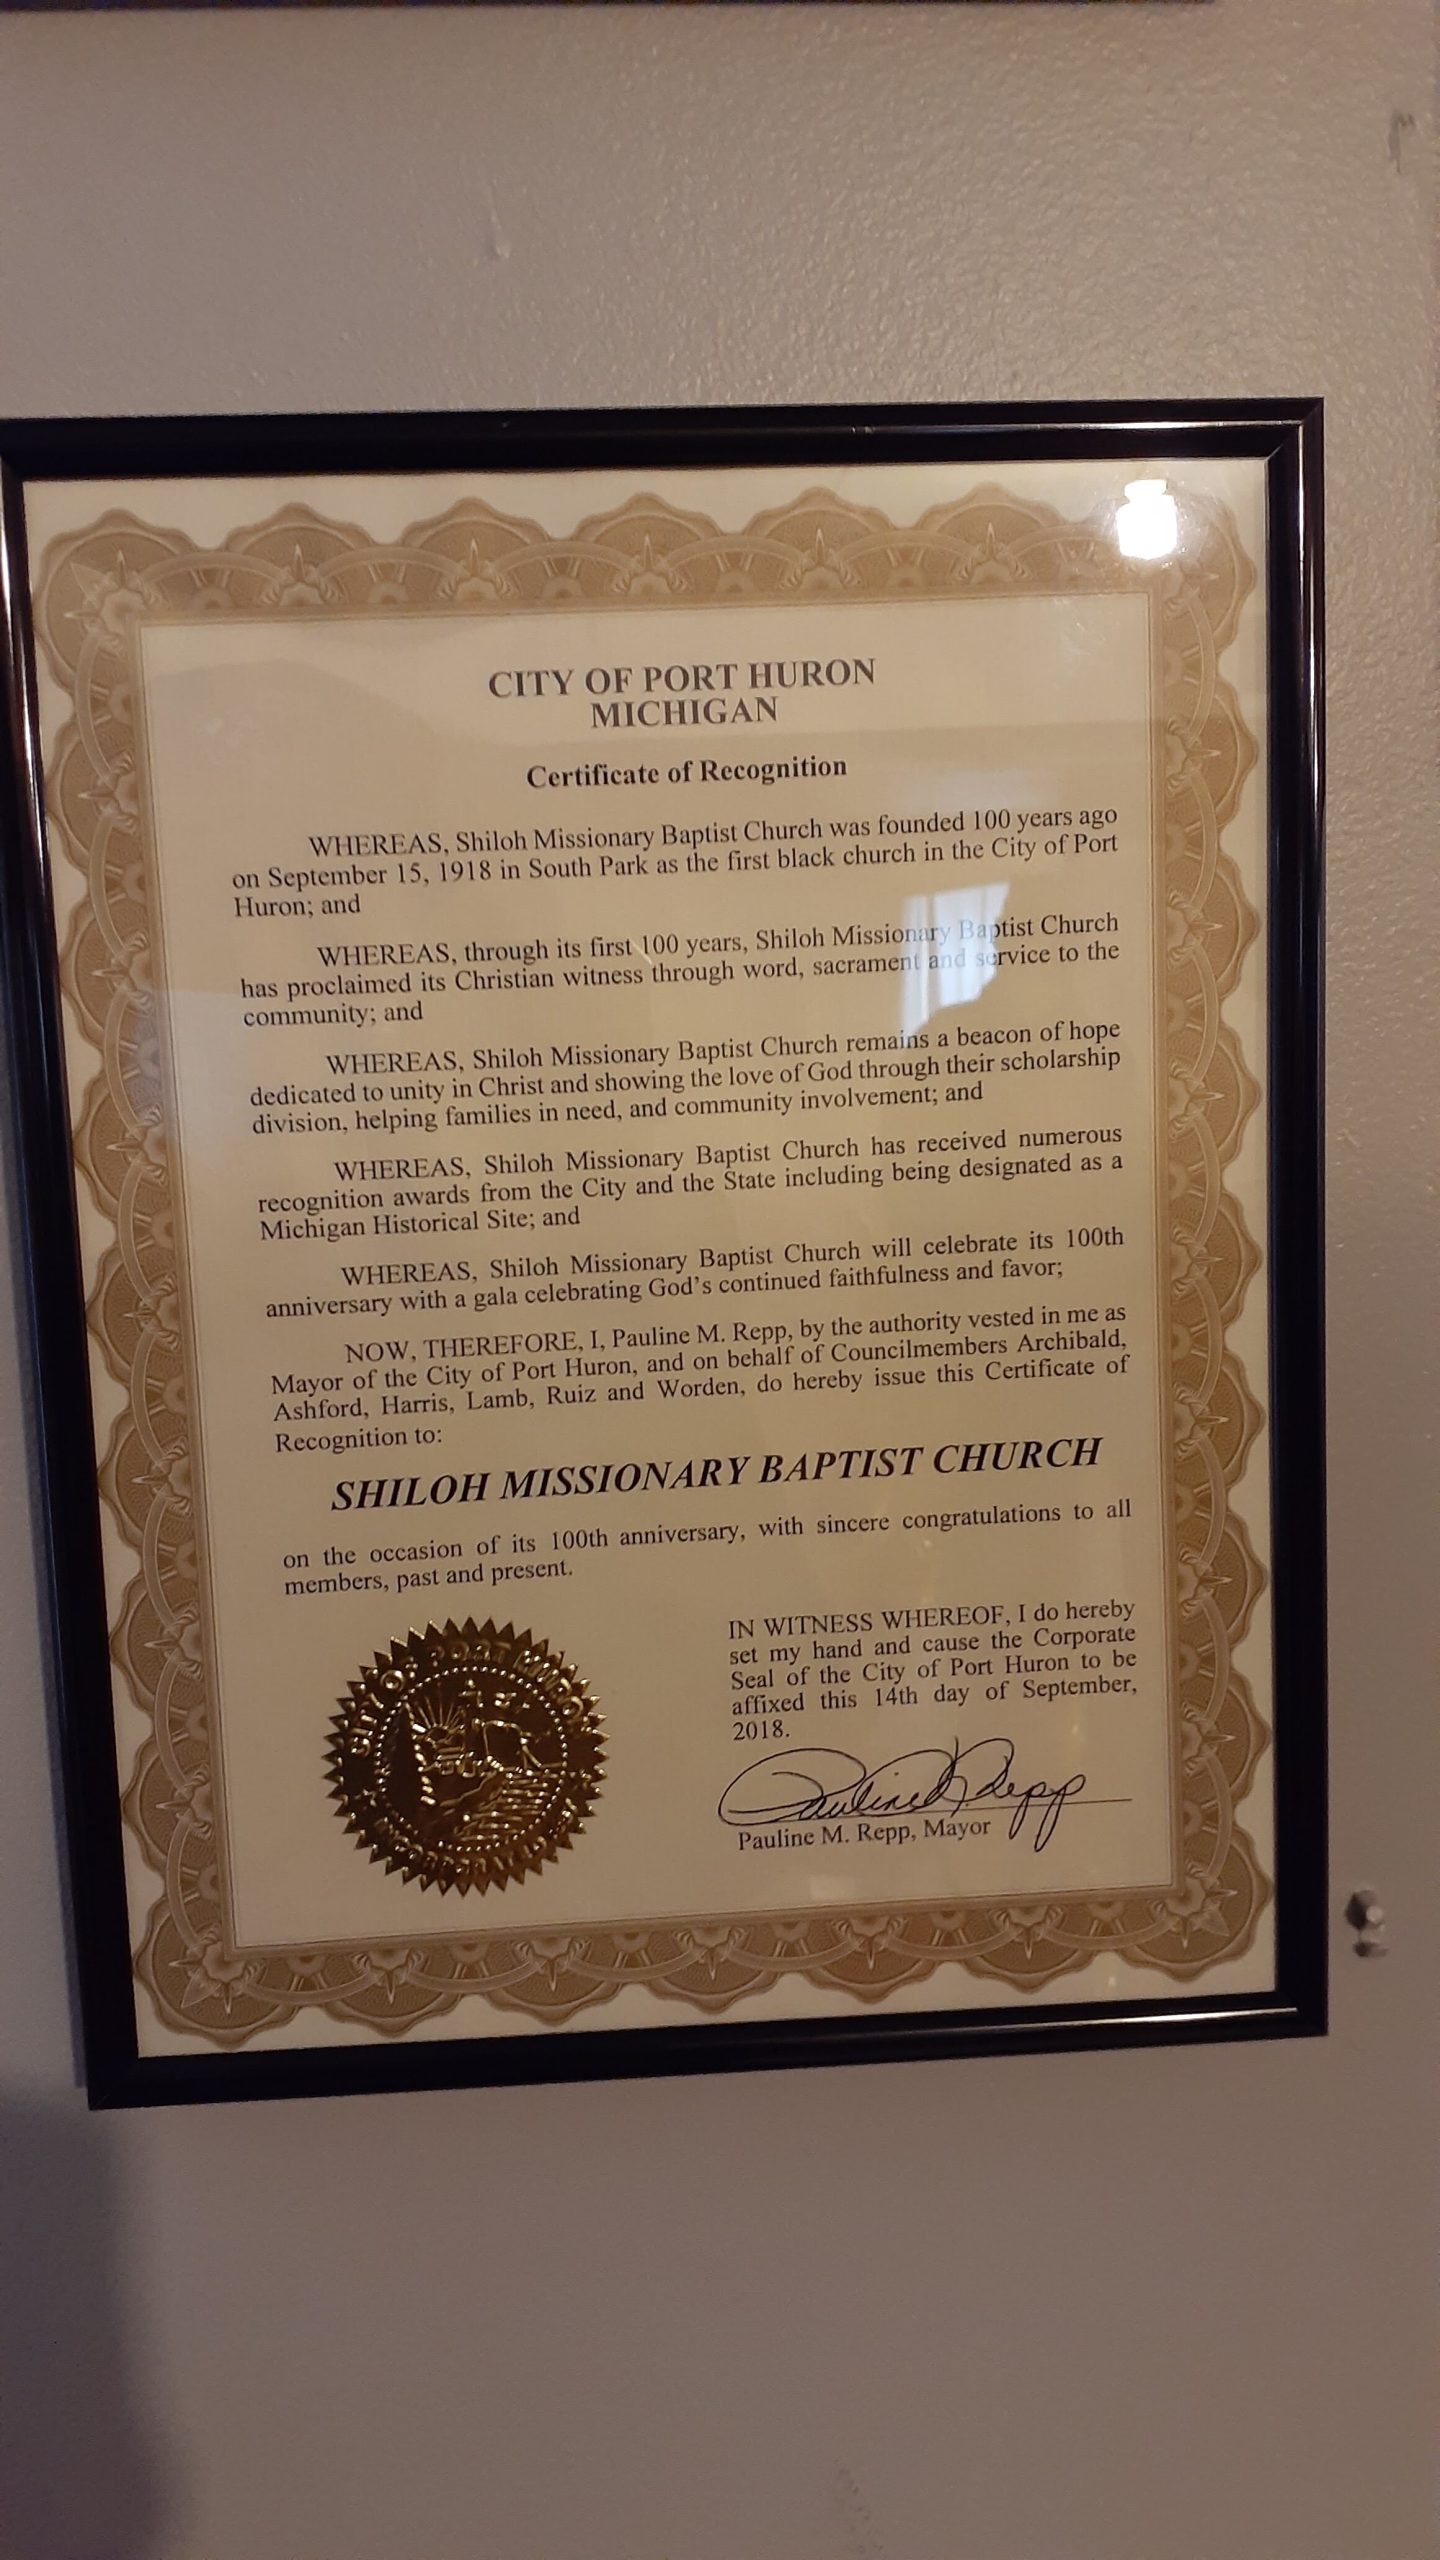 CITY OF PORT HURON
MICHIGAN
Certificate of Recognition
WHEREAS, Shiloh Missionary Baptist Church was founded 100 years ago
on September 15, 1918 in South Park as the first black church in the City of Port
Huron; and
WHEREAS, through its first 100 years, Shiloh Missionary Baptist Church
has proclaimed its Christian witness through word, sacrament and service to the
community; and
WHEREAS, Shiloh Missionary Baptist Church remains a beacon of hope
dedicated to unity in Christ and showing the love of God through their scholarship
division, helping families in need, and community involvement; and
WHEREAS, Shiloh Missionary Baptist Church has received numerous
recognition awards from the City and the State including being designated as a
Michigan Historical Site; and
WHEREAS, Shiloh Missionary Baptist Church will celebrate its 100th
anniversary with a gala celebrating God's continued faithfulness and favor;
NOW, THEREFORE, I, Pauline M. Repp, by the authority vested in me as
Mayor of the City of Port Huron, and on behalf of Councilmembers Archibald,
Ashford, Harris, Lamb, Ruiz and Worden, do hereby issue this Certificate of
Recognition to:
SHILOH MISSIONARY BAPTIST CHURCH
on the occasion of its 100th anniversary, with sincere congratulations to all
members, past and present.
CITY OF PORT HURON
IN WITNESS WHEREOF, I do hereby
set my hand and cause the Corporate
Seal of the City of Port Huron to be
affixed this 14th day of September,
2018.
Pauline M. Repp
Pauline M. Repp, Mayor